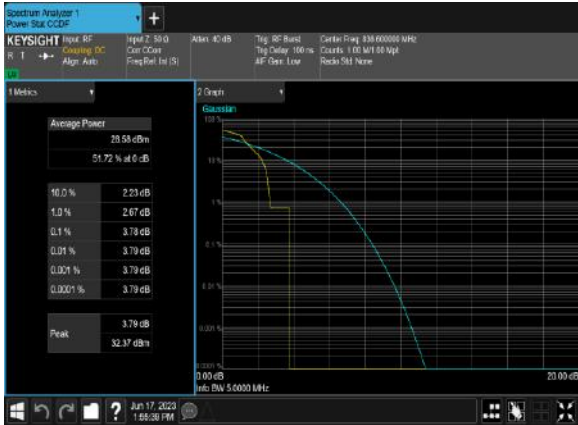 Spectrum Analyzer 1
Power Stat CCDF
+
KEYSIGHT
R T
Input: RF
Coupling: DC
Align: Auto
Input Z: 50 Ω
Corr CCorr
Freq Ref: Int (S)
Atten: 40 dB
Trig: RF Burst
Trig Delay: 100 ns
#IF Gain: Low
Center Freq: 836.600000 MHz
Counts: 1.00 M/1.00 Mpt
Radio Std: None
1 Metrics
Average Power
28.58 dBm
51.72 % at 0 dB
10.0 % 2.23 dB
1.0 % 2.67 dB
0.1 % 3.78 dB
0.01 % 3.79 dB
0.001 % 3.79 dB
0.0001 % 3.79 dB
Peak
3.79 dB
32.37 dBm
2 Graph
Gaussian
100 %
10 %
1 %
0.1 %
0.01 %
0.001 %
0.0001 %
0.00 dB
20.00 dB
Info BW 5.0000 MHz
?
Jun 17, 2023